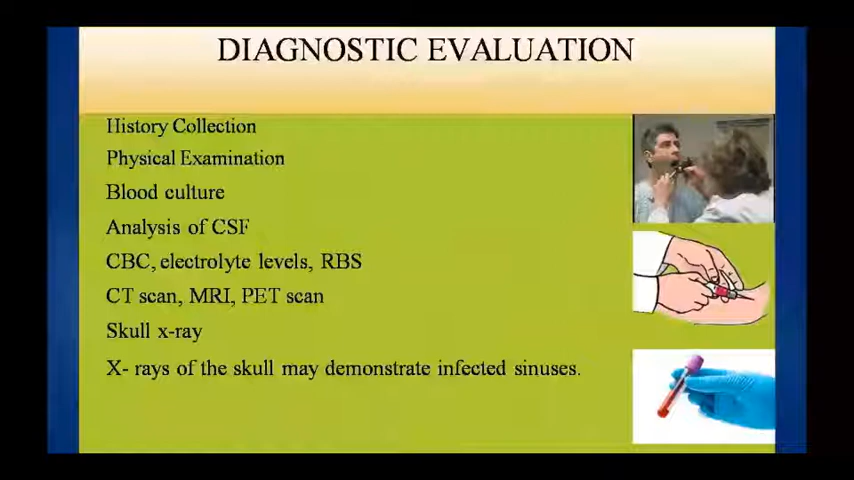 DIAGNOSTIC EVALUATION
History Collection
Physical Examination
Blood culture
Analysis of CSF
CBC, electrolyte levels, RBS
CT scan, MRI, PET scan
Skull x-ray
X- rays of the skull may demonstrate infected sinuses.